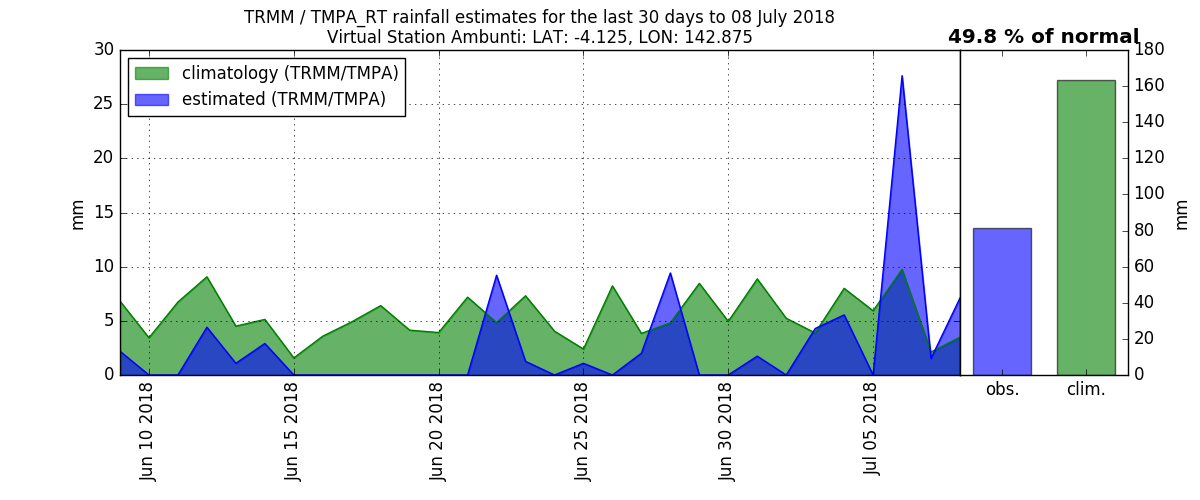 TRMM / TMPA_RT rainfall estimates for the last 30 days to 08 July 2018
Virtual Station Ambunti: LAT: -4.125, LON: 142.875
49.8 % of normal
climatology (TRMM/TMPA)
estimated (TRMM/TMPA)
mm
30
25
20
15
10
5
0
Jun 10 2018
Jun 15 2018
Jun 20 2018
Jun 25 2018
Jun 30 2018
Jul 05 2018
obs.
clim.
180
160
140
120
100
80
60
40
20
0
mm